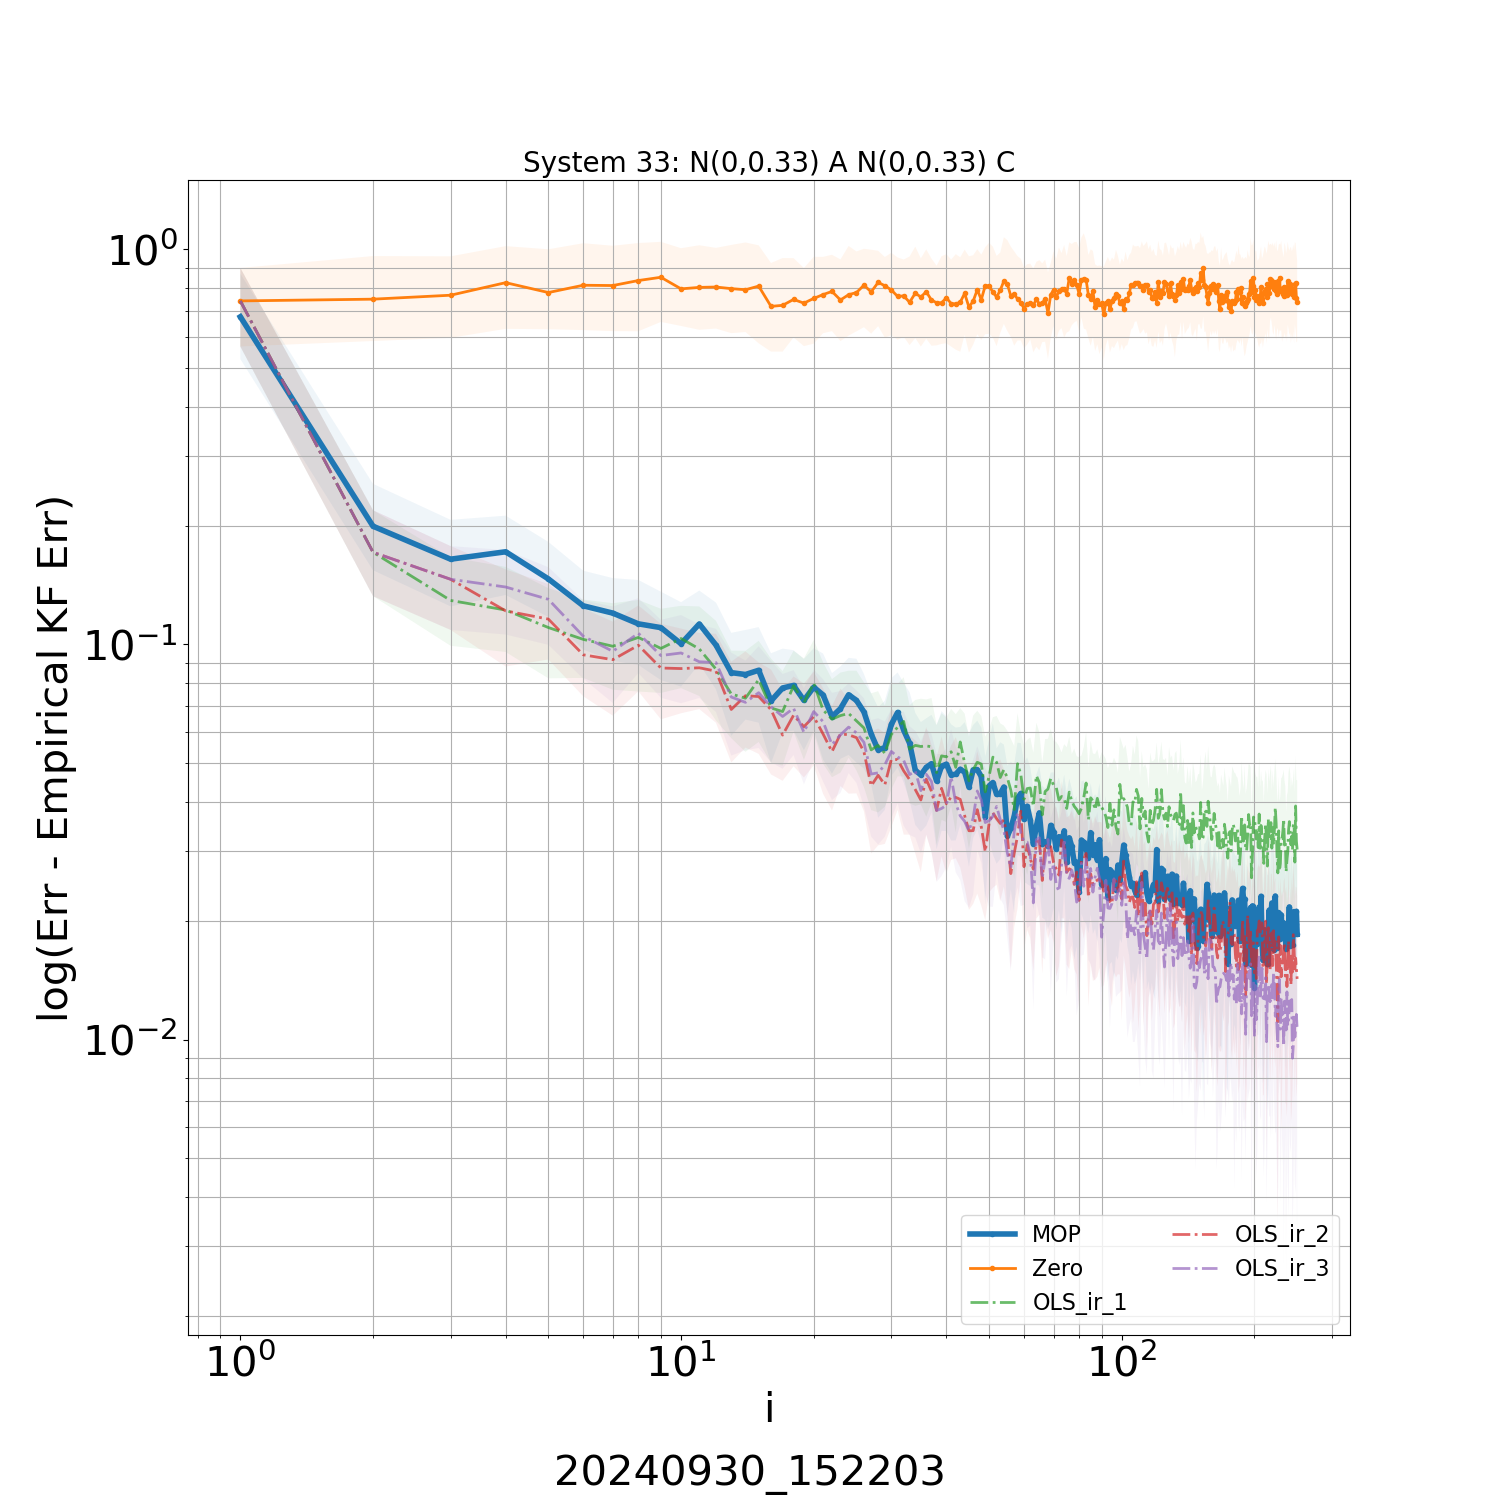 System 33: N(0,0.33) A N(0,0.33) C
log(Err - Empirical KF Err)
10⁰
10⁻¹
10⁻²
MOP
Zero
OLS_ir_1
OLS_ir_2
OLS_ir_3
10⁰ 10¹ 10²
i
20240930_152203